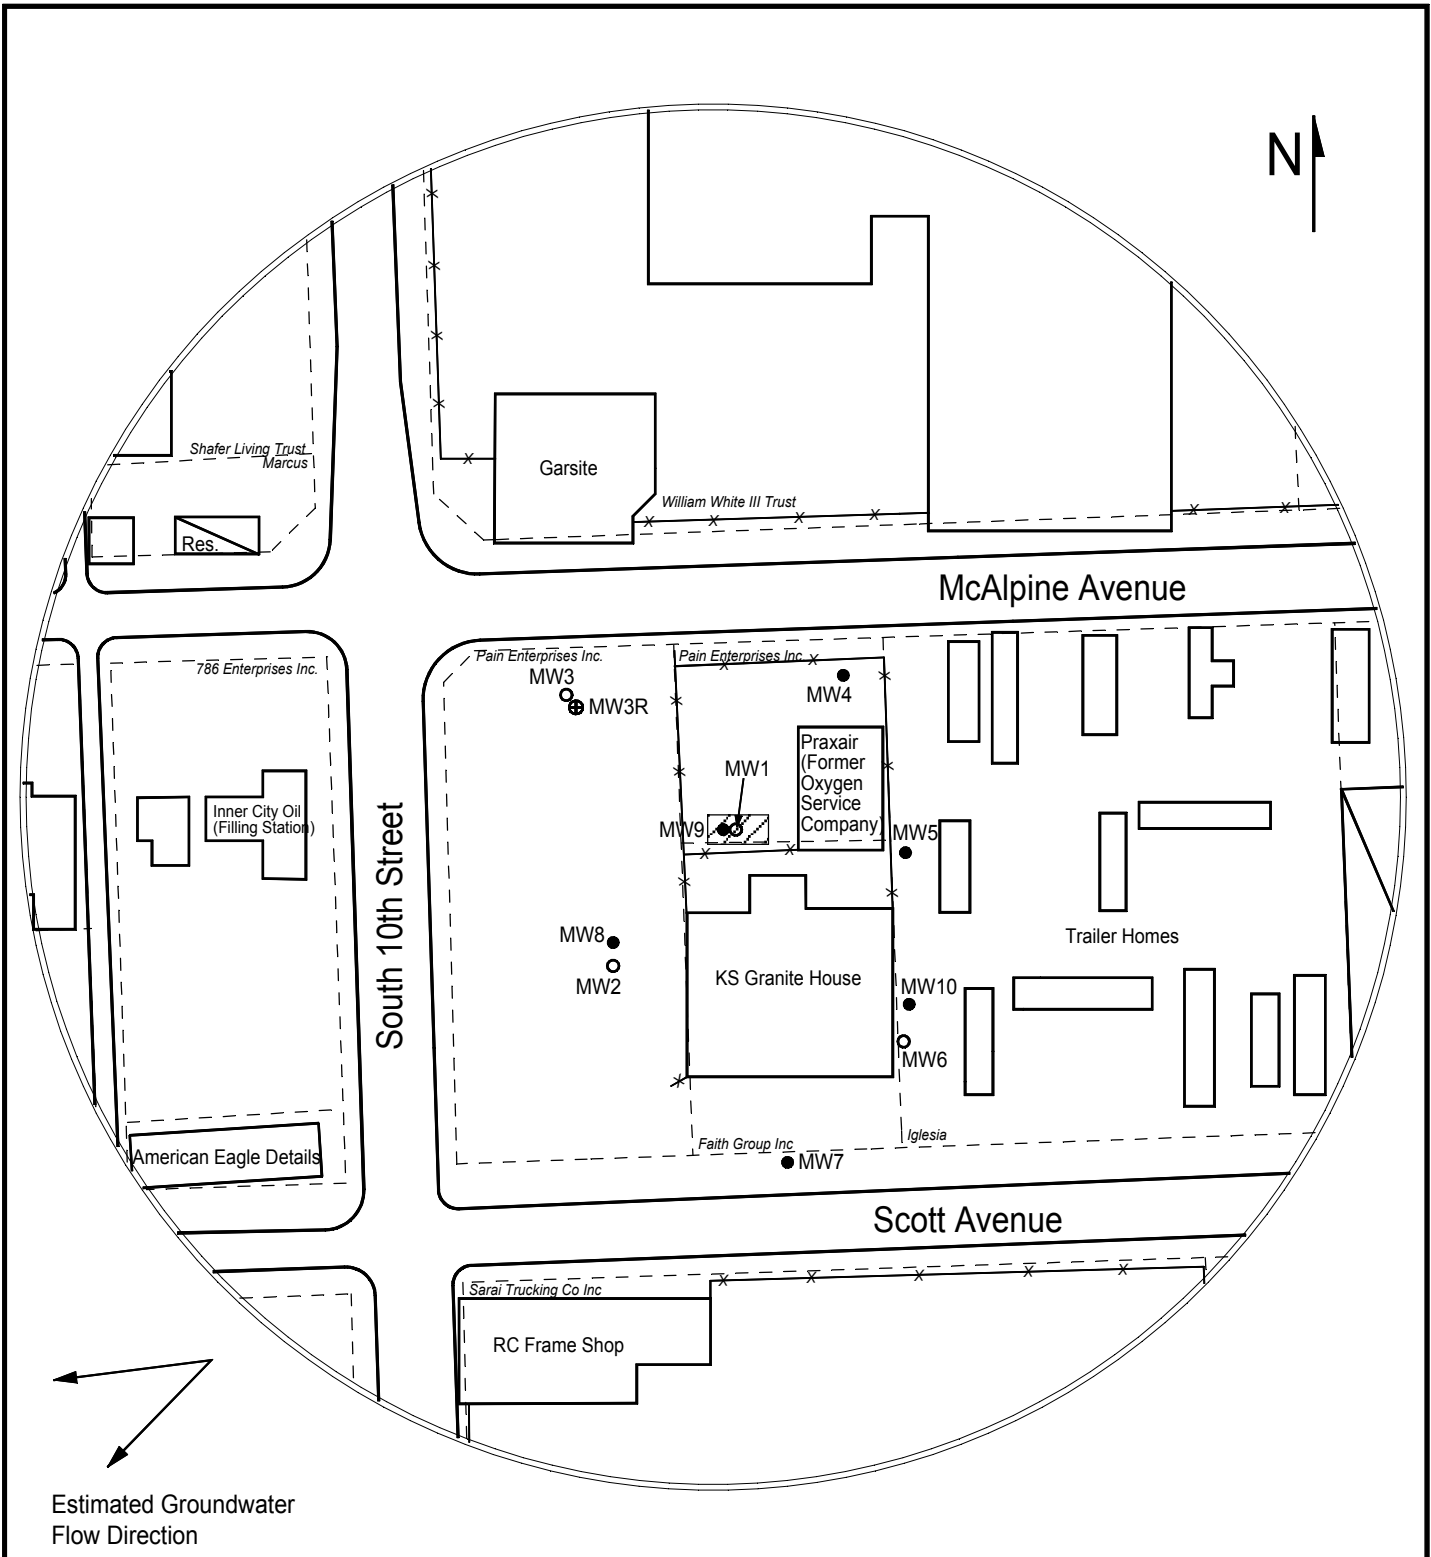 N
Shafer Living Trust
Marcus
Garsite
William White III Trust
Res.
McAlpine Avenue
786 Enterprises Inc.
Pain Enterprises Inc.
Pain Enterprises Inc.
MW3
MW3R
MW4
Praxair
(Former
Oxygen
Service
Company)
MW1
MW9
MW5
Inner City Oil
(Filling Station)
South 10th Street
MW8
MW2
KS Granite House
MW10
MW6
Trailer Homes
American Eagle Details
Faith Group Inc
Iglesia
MW7
Scott Avenue
Sarai Trucking Co Inc
RC Frame Shop
Estimated Groundwater
Flow Direction